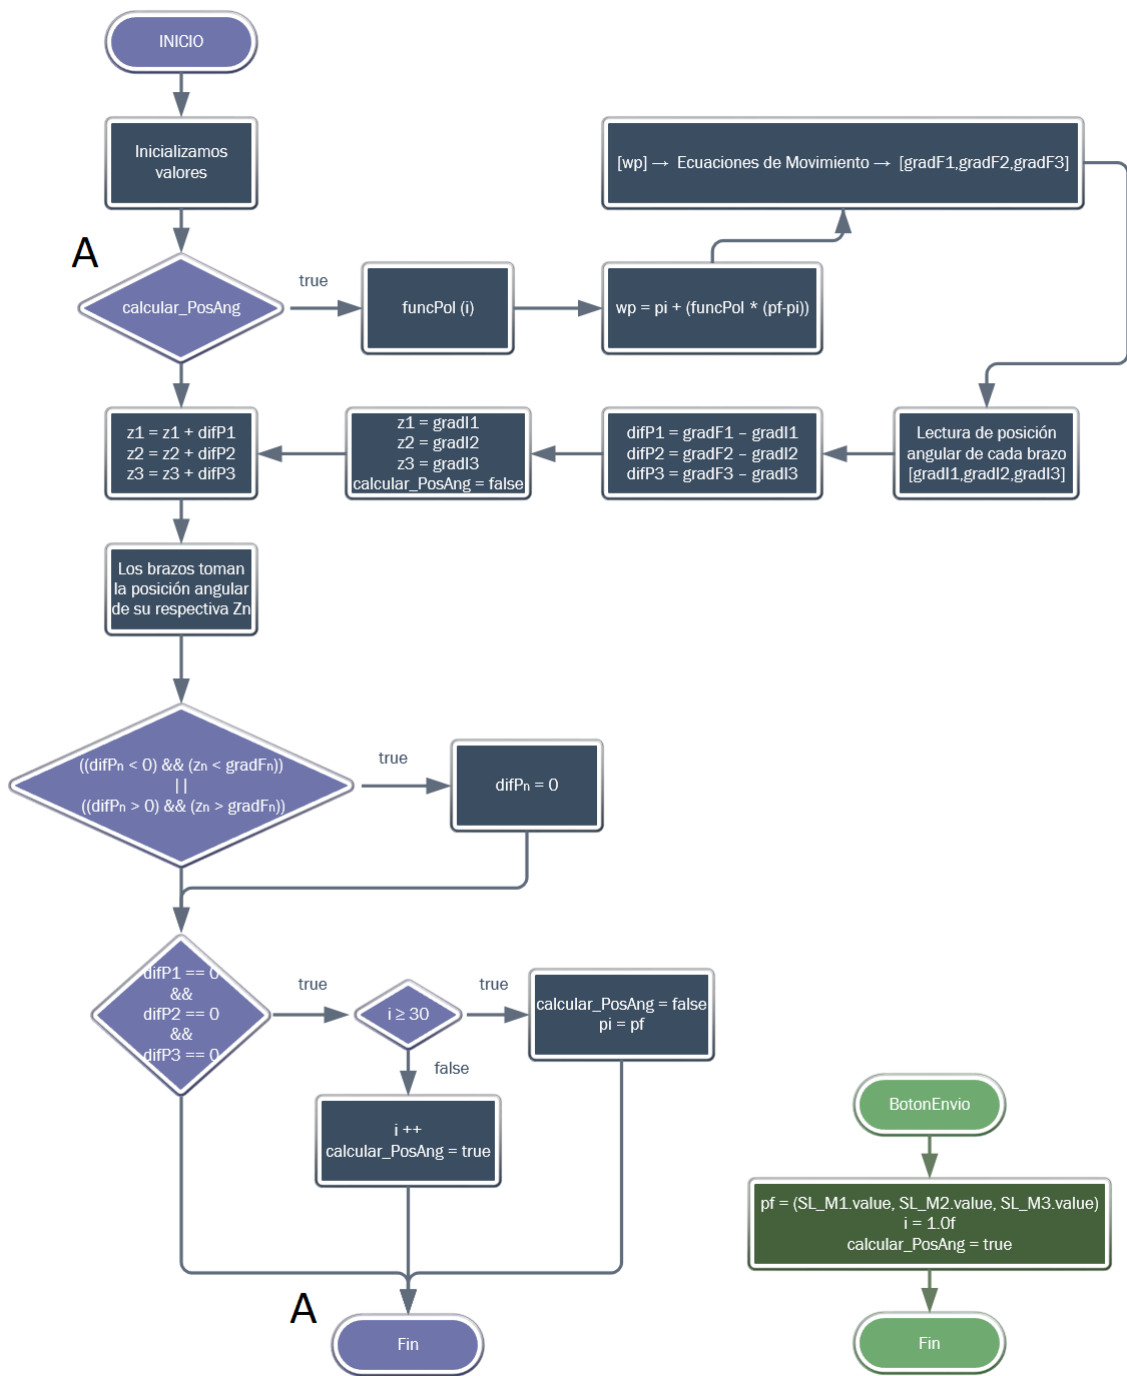 INICIO
Inicializamos
valores
[wp] → Ecuaciones de Movimiento → [gradF1,gradF2,gradF3]
A
calcular_PosAng
true
funcPol (i)
wp = pi + (funcPol * (pf-pi))
z1 = z1 + difP1
z2 = z2 + difP2
z3 = z3 + difP3
z1 = gradI1
z2 = gradI2
z3 = gradI3
calcular_PosAng = false
difP1 = gradF1 – gradI1
difP2 = gradF2 – gradI2
difP3 = gradF3 – gradI3
Lectura de posición
angular de cada brazo
[gradI1,gradI2,gradI3]
Los brazos toman
la posición angular
de su respectiva Zn
((difPn < 0) && (zn < gradFn))
||
((difPn > 0) && (zn > gradFn))
true
difPn = 0
difP1 == 0
&&
difP2 == 0
&&
difP3 == 0
true
i ≥ 30
true
calcular_PosAng = false
pi = pf
false
i ++
calcular_PosAng = true
A
Fin
BotonEnvio
pf = (SL_M1.value, SL_M2.value, SL_M3.value)
i = 1.0f
calcular_PosAng = true
Fin